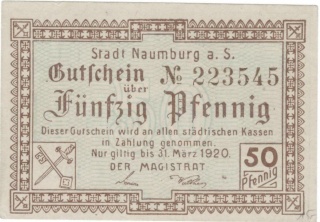 Stadt Naumburg a. S.
Gutschein № 223545
über
Fünfzig Pfennig
Dieser Gutschein wird an allen städtischen Kassen
in Zahlung genommen.
Nur giltig bis 31. März 1920.
DER MAGISTRAT
50
Pfennig